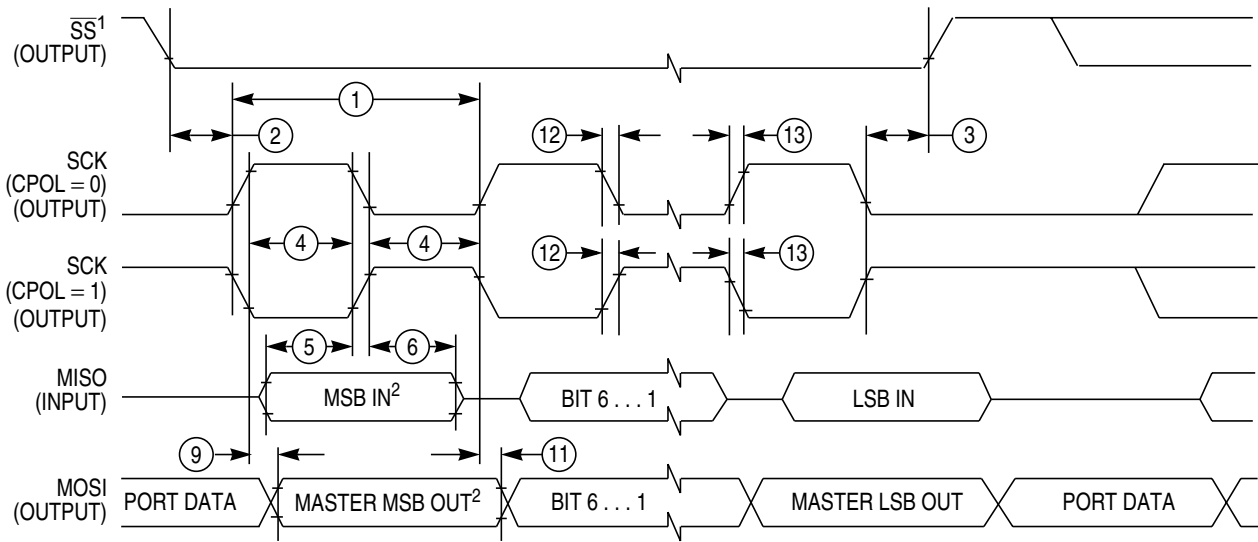 SS¹
(OUTPUT)
1
2
12
13
3
SCK
(CPOL = 0)
(OUTPUT)
4
4
12
13
SCK
(CPOL = 1)
(OUTPUT)
5
6
MISO
(INPUT)
MSB IN²
BIT 6 . . . 1
LSB IN
9
11
MOSI
(OUTPUT)
PORT DATA
MASTER MSB OUT²
BIT 6 . . . 1
MASTER LSB OUT
PORT DATA